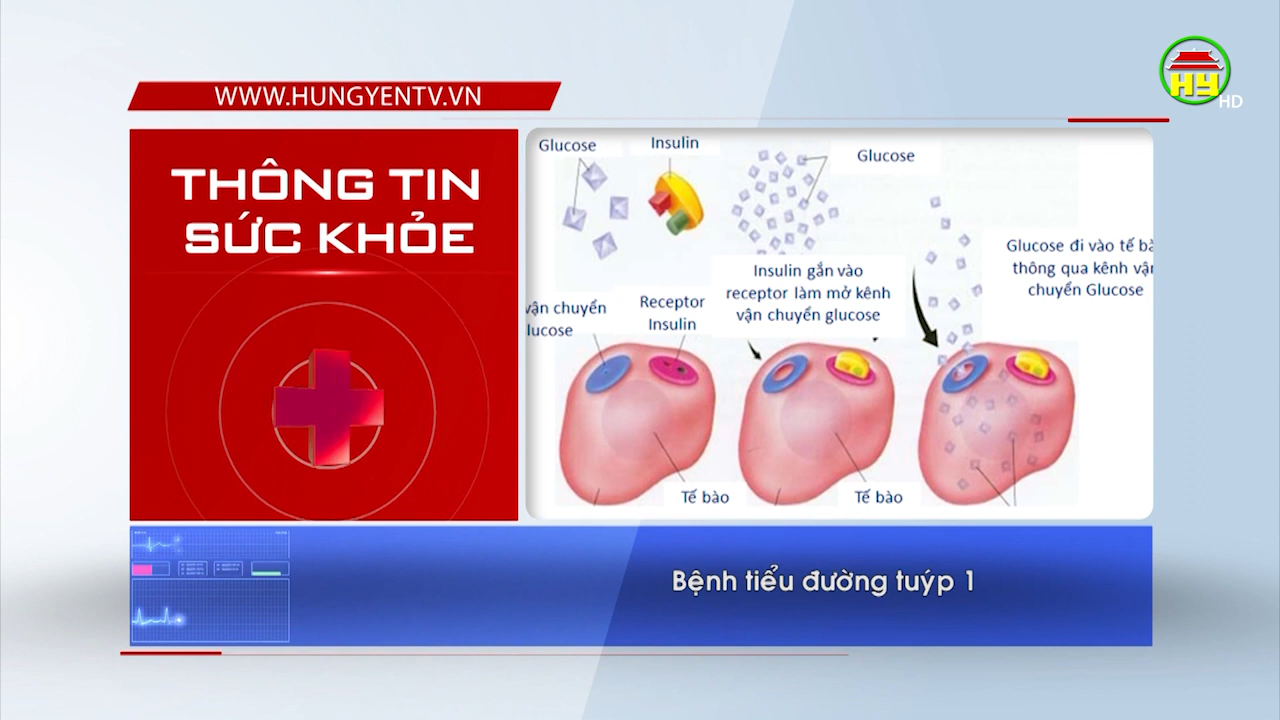 WWW.HUNGYENTV.VN
HY
HD
THÔNG TIN
SỨC KHỎE
Glucose
Insulin
Glucose
Glucose đi vào tế bà
thông qua kênh vận
chuyển Glucose
Insulin gắn vào
receptor làm mở kênh
vận chuyển glucose
vận chuyển
lucose
Receptor
Insulin
Tế bào
Tế bào
Bệnh tiểu đường tuýp 1